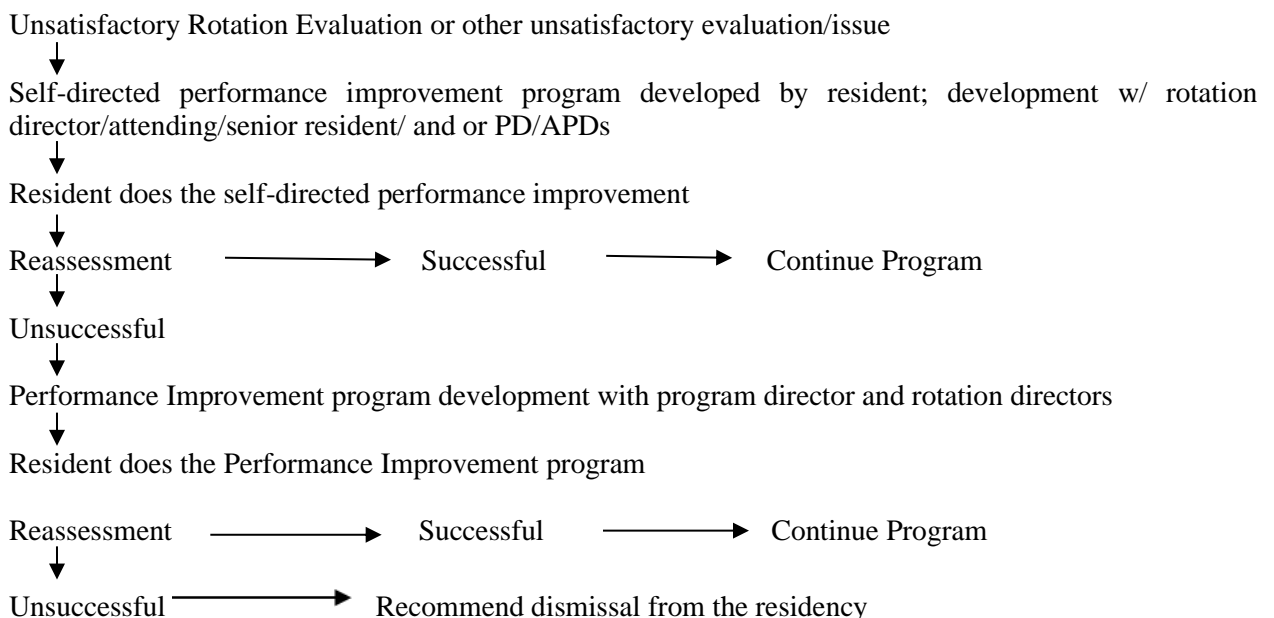 Unsatisfactory Rotation Evaluation or other unsatisfactory evaluation/issue
Self-directed performance improvement program developed by resident; development w/ rotation
director/attending/senior resident/ and or PD/APDs
Resident does the self-directed performance improvement
Reassessment Successful Continue Program
Unsuccessful
Performance Improvement program development with program director and rotation directors
Resident does the Performance Improvement program
Reassessment Successful Continue Program
Unsuccessful Recommend dismissal from the residency